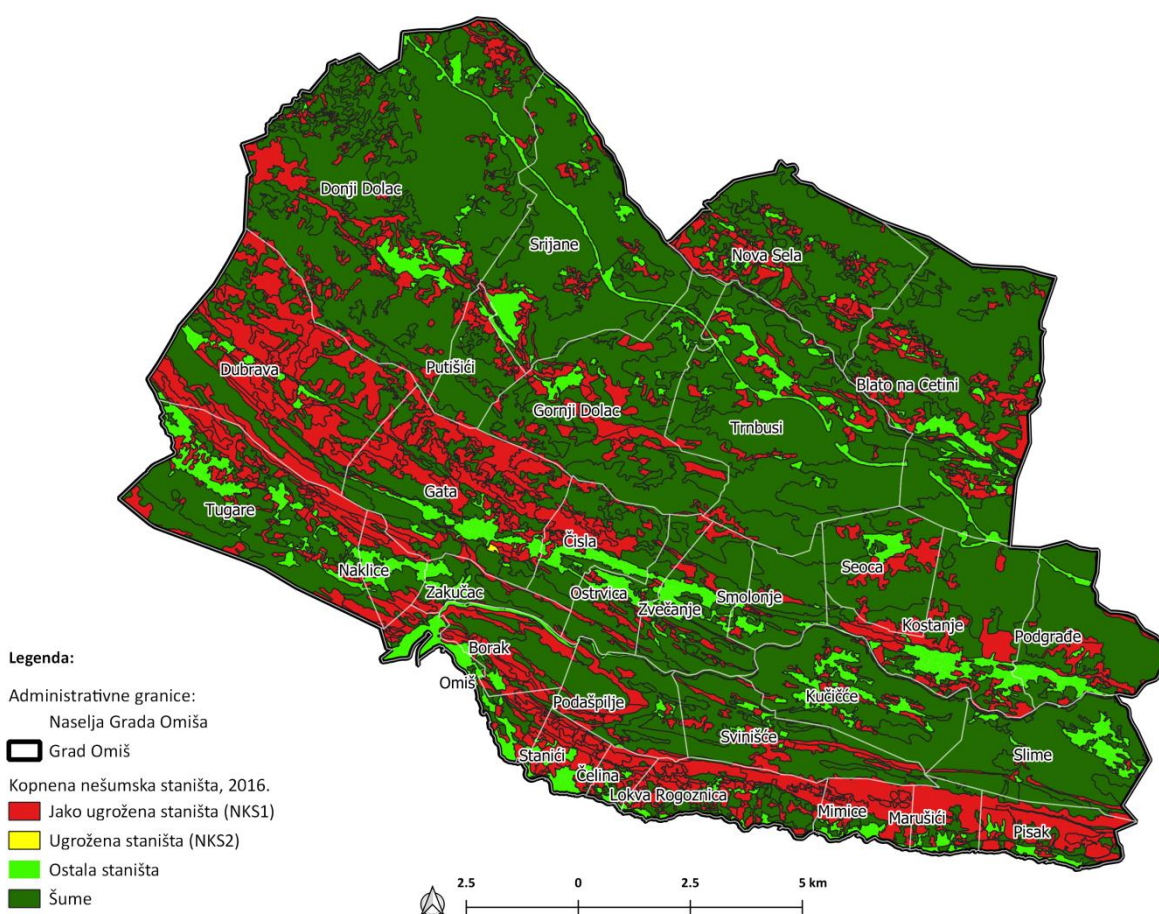 Donji Dolac
Srijane
Nova Sela
Dubrava
Putišići
Gornji Dolac
Blato na Cetini
Trnbusi
Gata
Tugare
Čisla
Seoca
Naklice
Zakučac
Ostrvica
Zvečanje
Smolonje
Kostanje
Podgrađe
Borak
Omiš
Podašpilje
Kučićće
Svinišće
Slime
Stanići
Čelina
Lokva Rogoznica
Mimice
Marušići
Pisak
Legenda:
Administrativne granice:
Naselja Grada Omiša
Grad Omiš
Kopnena nešumska staništa, 2016.
Jako ugrožena staništa (NKS1)
Ugrožena staništa (NKS2)
Ostala staništa
Šume
2.5 0 2.5 5 km